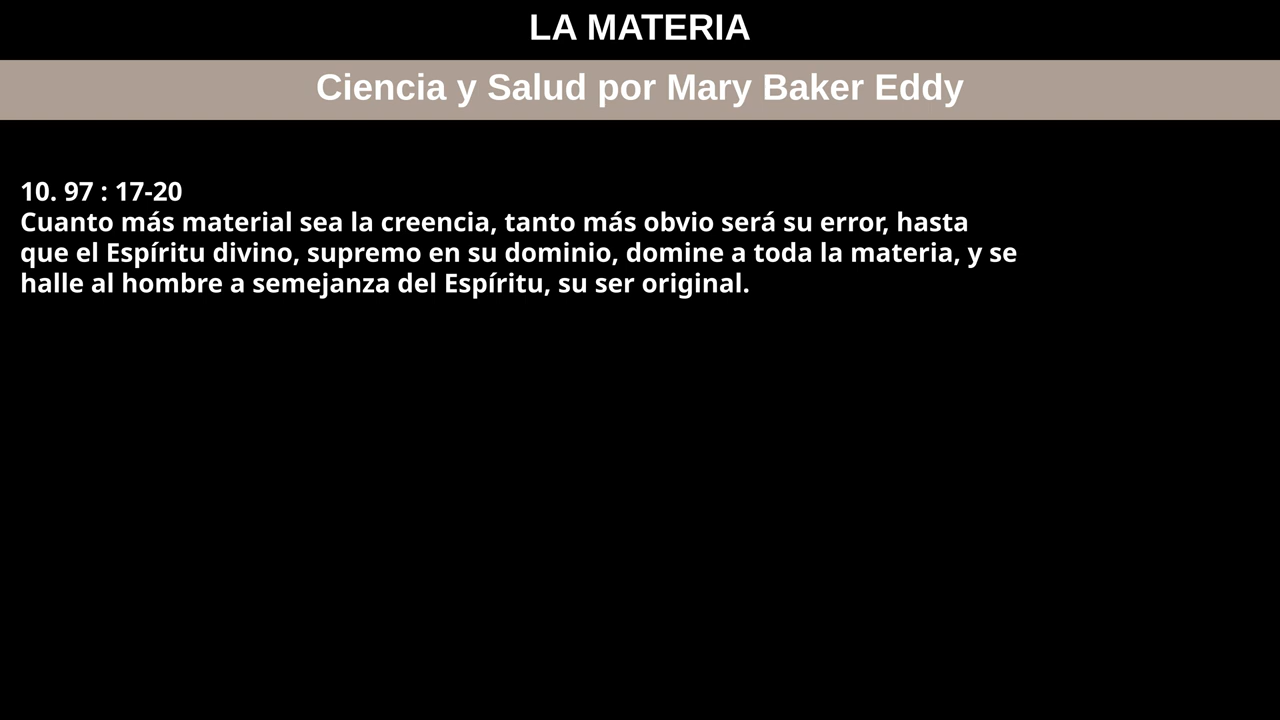 LA MATERIA
Ciencia y Salud por Mary Baker Eddy
10. 97 : 17-20
Cuanto más material sea la creencia, tanto más obvio será su error, hasta
que el Espíritu divino, supremo en su dominio, domine a toda la materia, y se
halle al hombre a semejanza del Espíritu, su ser original.